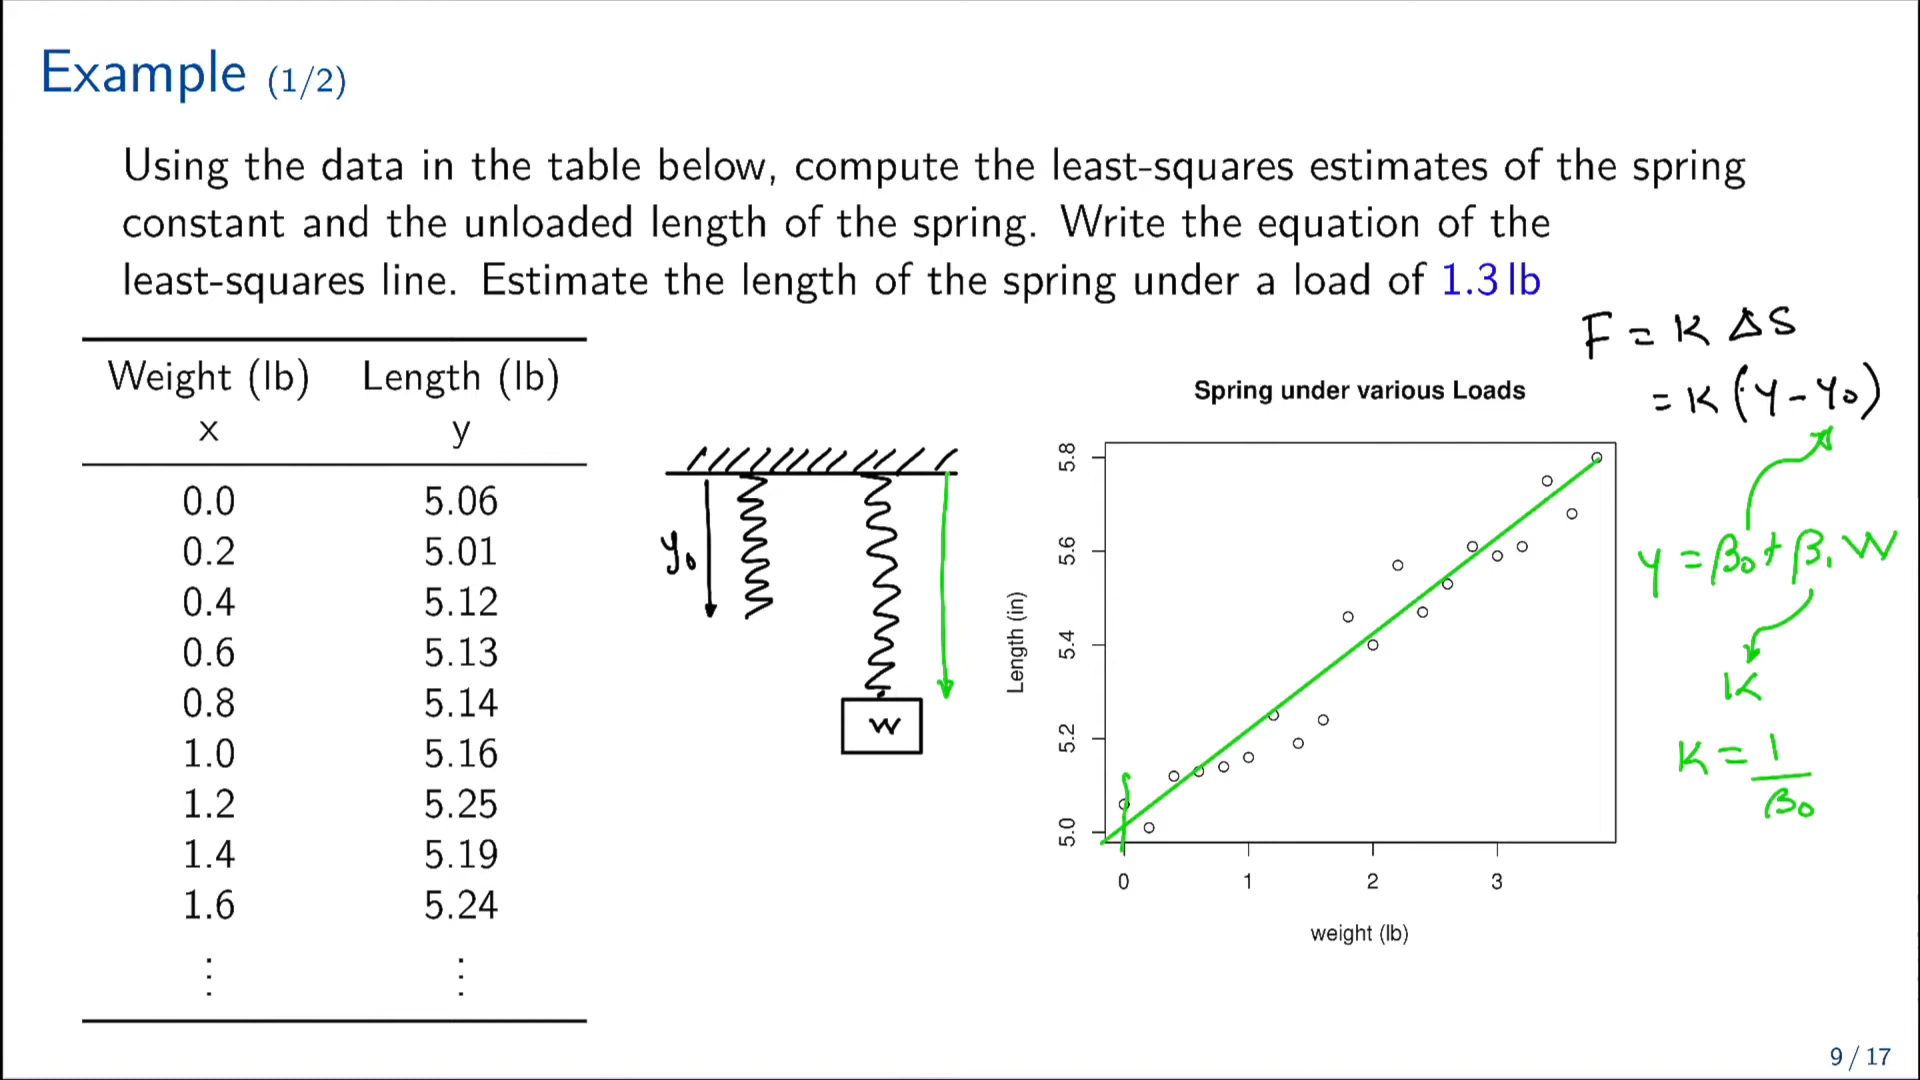 Example (1/2)
Using the data in the table below, compute the least-squares estimates of the spring
constant and the unloaded length of the spring. Write the equation of the
least-squares line. Estimate the length of the spring under a load of 1.3 lb
Weight (lb) Length (lb)
x y
0.0 5.06
0.2 5.01
0.4 5.12
0.6 5.13
0.8 5.14
1.0 5.16
1.2 5.25
1.4 5.19
1.6 5.24
⋮ ⋮
y₀
W
Spring under various Loads
Length (in)
5.8
5.6
5.4
5.2
5.0
0 1 2 3
weight (lb)
F = K ΔS
= K (Y - Y₀)
Y = β₀ + β₁ W
K
K = 1/β₀
9 / 17